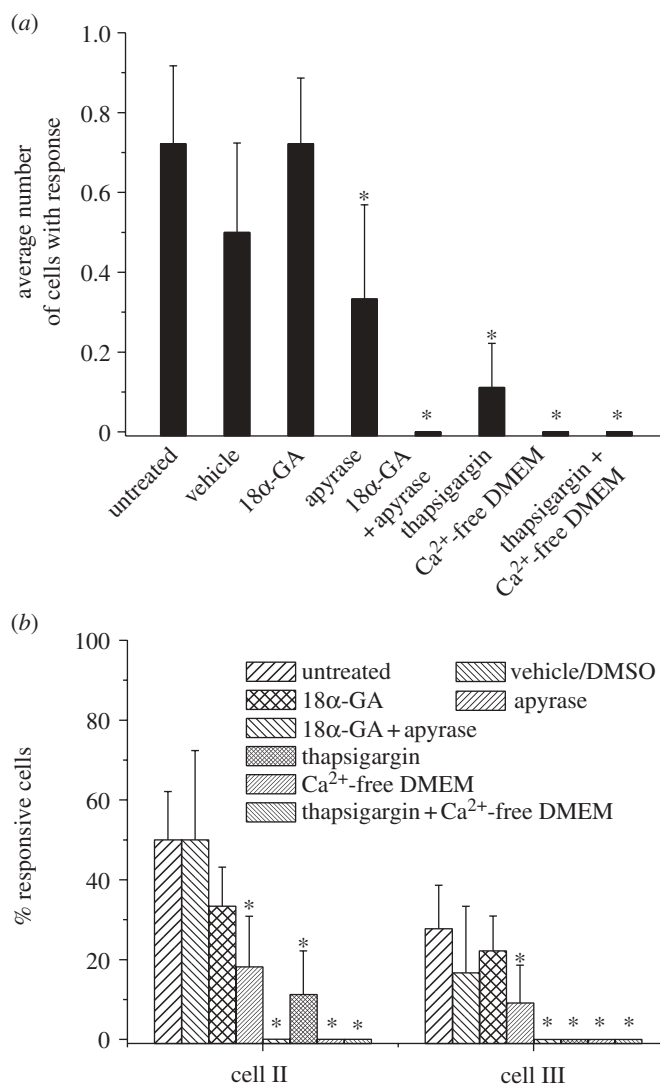 (a)
1.0
0.8
0.6
0.4
0.2
0
average number
of cells with response
*
*
*
*
*
untreated
vehicle
18α-GA
apyrase
18α-GA
+ apyrase
thapsigargin
Ca2+-free DMEM
thapsigargin +
Ca2+-free DMEM
(b)
100
80
60
40
20
0
% responsive cells
untreated
vehicle/DMSO
18α-GA
apyrase
18α-GA + apyrase
thapsigargin
Ca2+-free DMEM
thapsigargin + Ca2+-free DMEM
*
*
*
* *
*
* * * *
cell II
cell III